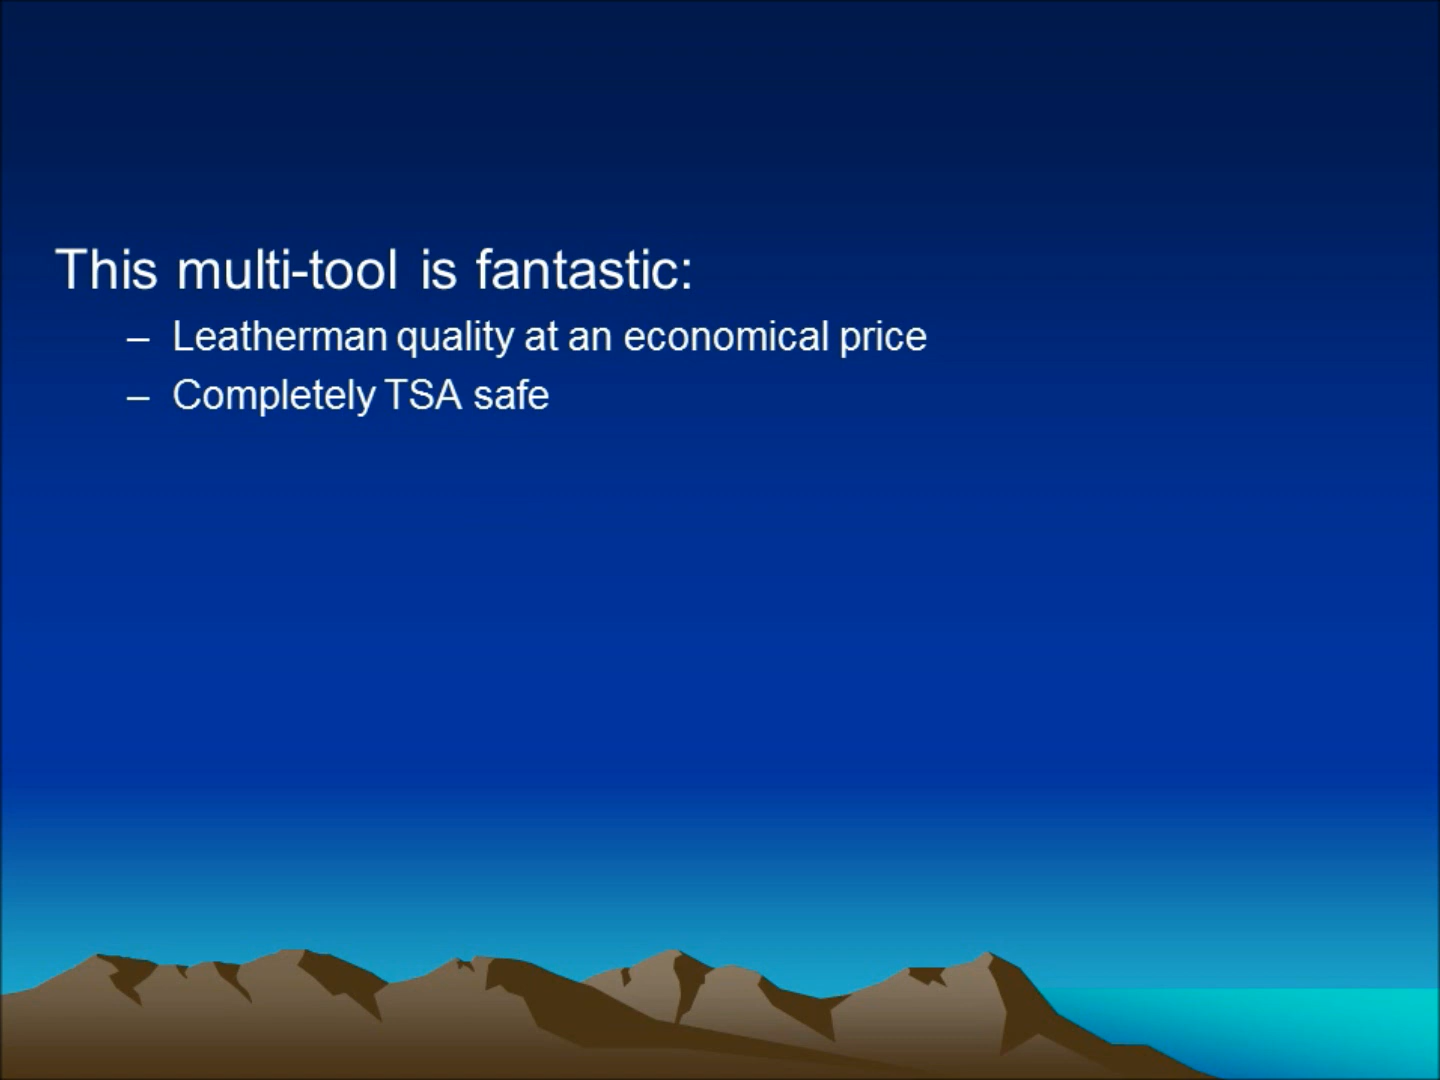 This multi-tool is fantastic:
– Leatherman quality at an economical price
– Completely TSA safe